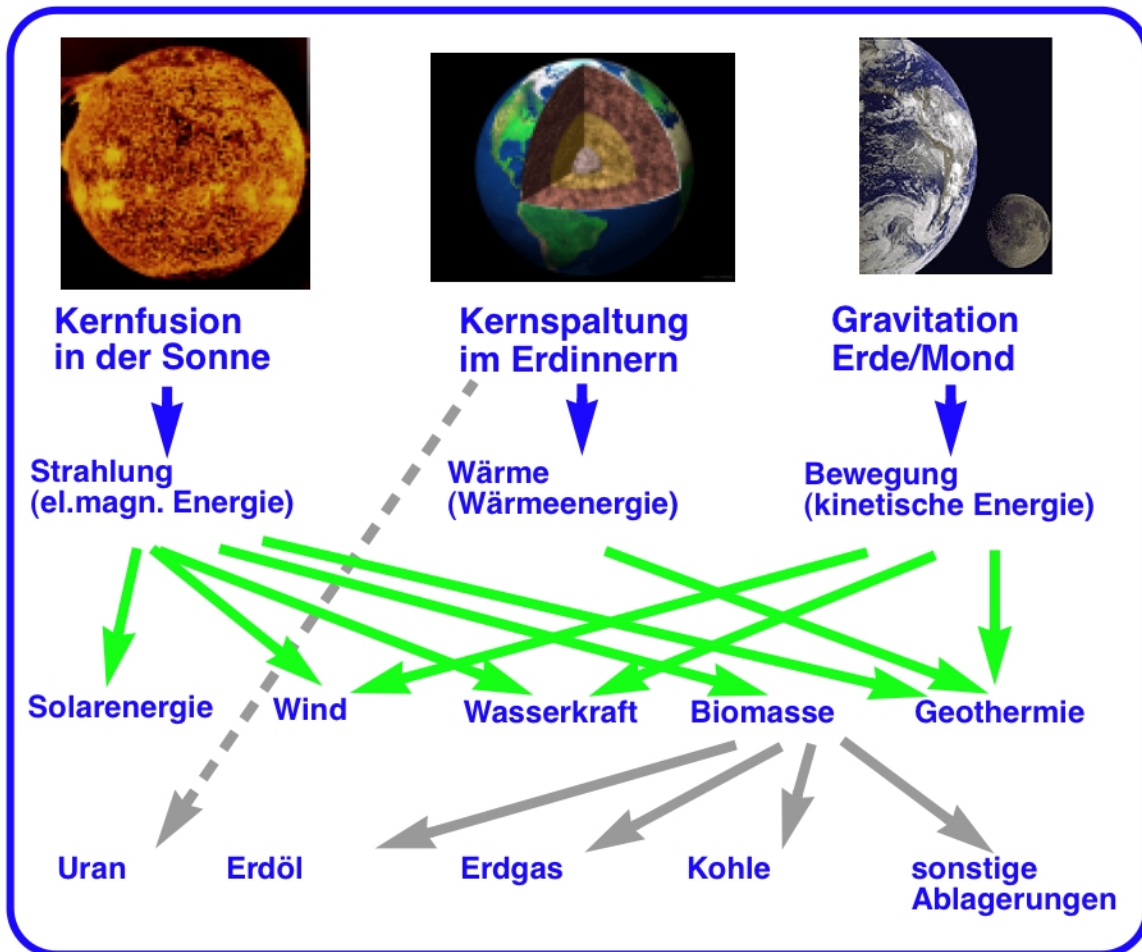 Kernfusion
in der Sonne
Kernspaltung
im Erdinnern
Gravitation
Erde/Mond
Strahlung
(el.magn. Energie)
Wärme
(Wärmeenergie)
Bewegung
(kinetische Energie)
Solarenergie
Wind
Wasserkraft
Biomasse
Geothermie
Uran
Erdöl
Erdgas
Kohle
sonstige
Ablagerungen